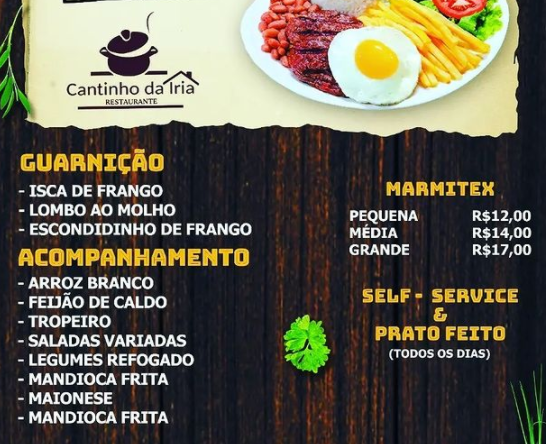 Cantinho da Iria
RESTAURANTE
GUARNIÇÃO
- ISCA DE FRANGO
- LOMBO AO MOLHO
- ESCONDIDINHO DE FRANGO
ACOMPANHAMENTO
- ARROZ BRANCO
- FEIJÃO DE CALDO
- TROPEIRO
- SALADAS VARIADAS
- LEGUMES REFOGADO
- MANDIOCA FRITA
- MAIONESE
- MANDIOCA FRITA
MARMITEX
PEQUENA R$12,00
MÉDIA R$14,00
GRANDE R$17,00
SELF - SERVICE
&
PRATO FEITO
(TODOS OS DIAS)